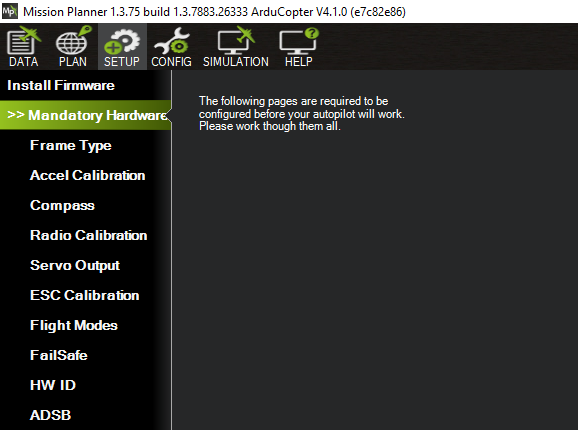 Mission Planner 1.3.75 build 1.3.7883.26333 ArduCopter V4.1.0 (e7c82e86)
DATA PLAN SETUP CONFIG SIMULATION HELP
Install Firmware
>> Mandatory Hardware
Frame Type
Accel Calibration
Compass
Radio Calibration
Servo Output
ESC Calibration
Flight Modes
FailSafe
HW ID
ADSB
The following pages are required to be
configured before your autopilot will work.
Please work though them all.